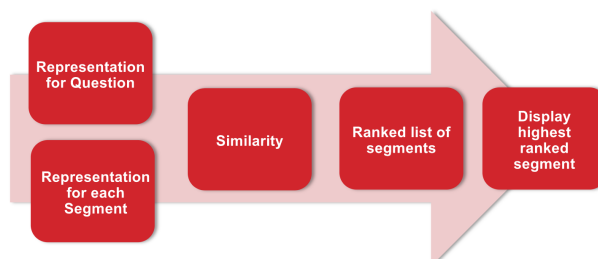 Representation
for Question
Representation
for each
Segment
Similarity
Ranked list of
segments
Display
highest
ranked
segment